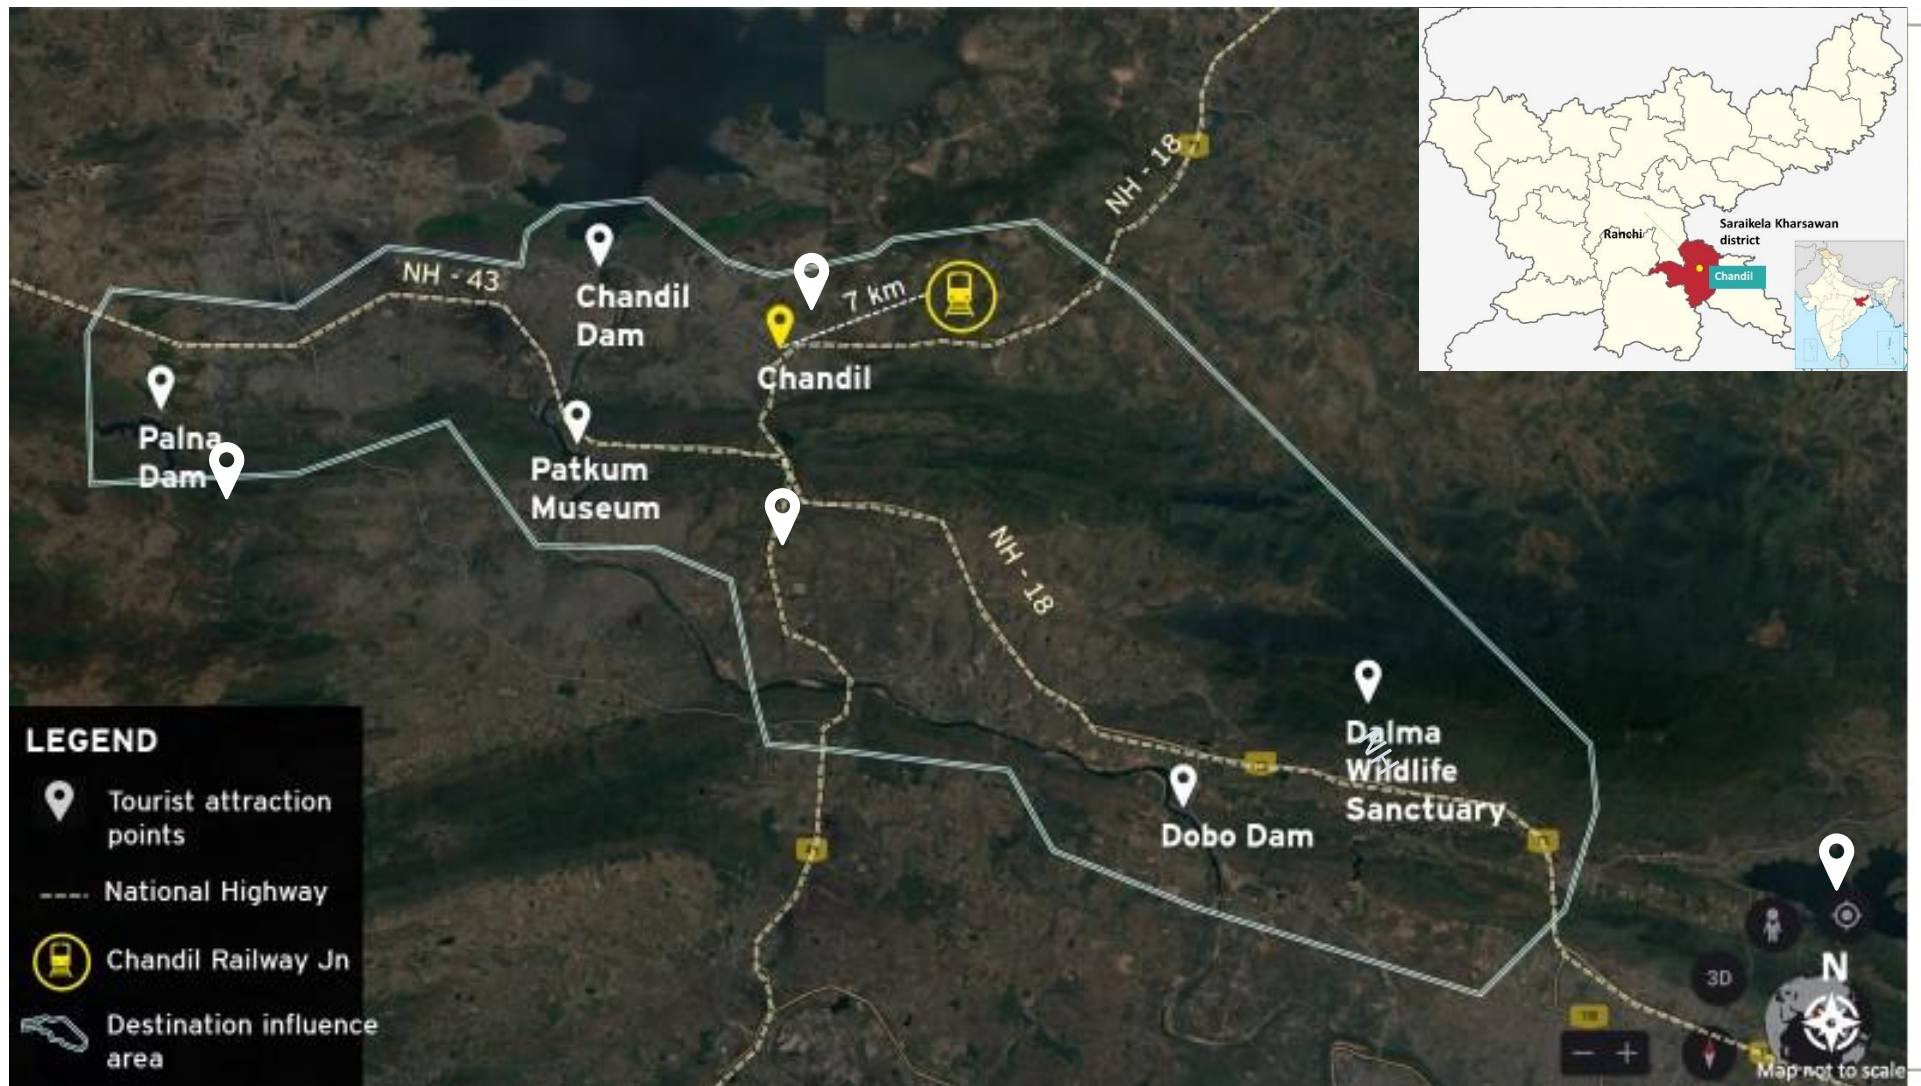 NH - 18
Ranchi
Saraikela Kharsawan
district
Chandil
NH - 43
Chandil
Dam
7 km
Chandil
Palna
Dam
Patkum
Museum
NH - 18
Dalma
Wildlife
Sanctuary
NH
Dobo Dam
LEGEND
Tourist attraction
points
National Highway
Chandil Railway Jn
Destination influence
area
3D
N
18
Map not to scale